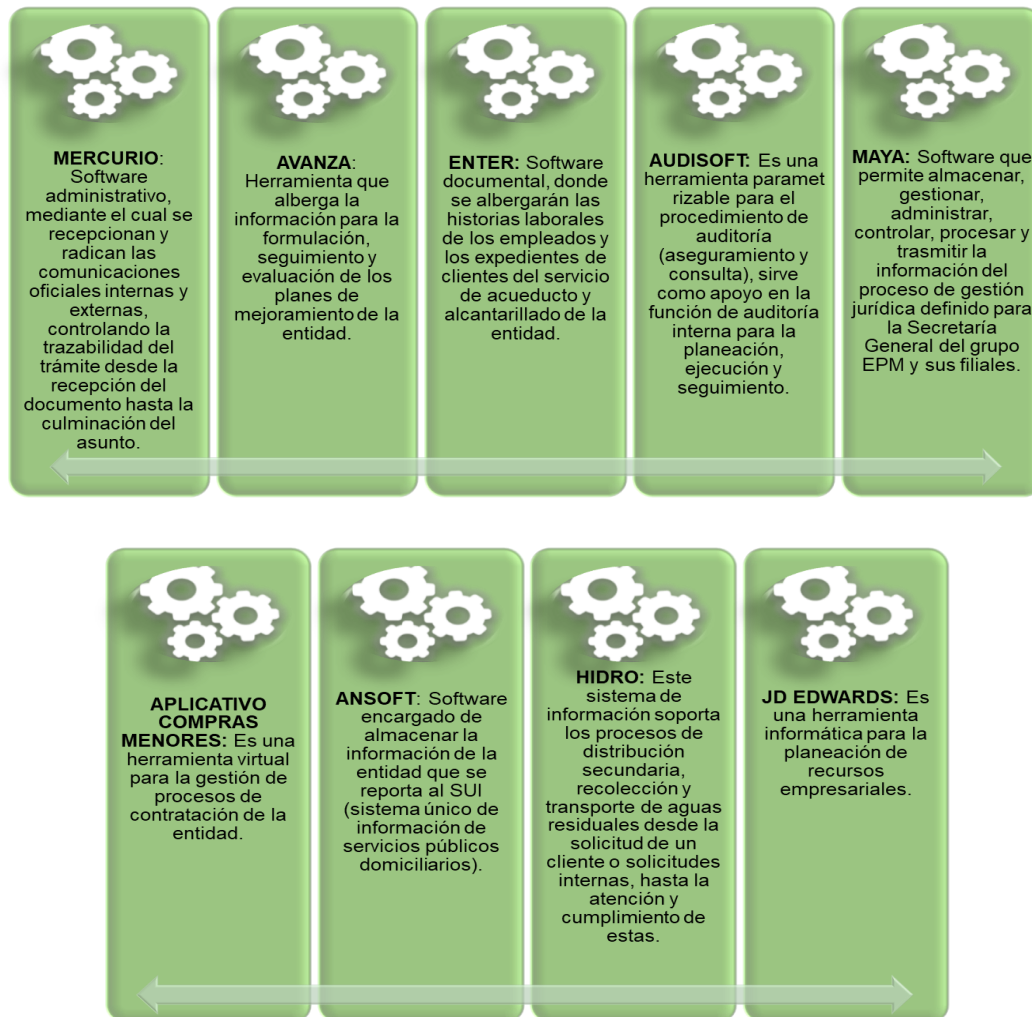 MERCURIO:
Software
administrativo,
mediante el cual se
recepcionan y
radican las
comunicaciones
oficiales internas y
externas,
controlando la
trazabilidad del
trámite desde la
recepción del
documento hasta la
culminación del
asunto.
AVANZA:
Herramienta que
alberga la
información para la
formulación,
seguimiento y
evaluación de los
planes de
mejoramiento de la
entidad.
ENTER: Software
documental, donde
se albergarán las
historias laborales
de los empleados y
los expedientes de
clientes del servicio
de acueducto y
alcantarillado de la
entidad.
AUDISOFT: Es una
herramienta paramet
rizable para el
procedimiento de
auditoría
(aseguramiento y
consulta), sirve
como apoyo en la
función de auditoría
interna para la
planeación,
ejecución y
seguimiento.
MAYA: Software que
permite almacenar,
gestionar,
administrar,
controlar, procesar y
trasmitir la
información del
proceso de gestión
jurídica definido para
la Secretaría
General del grupo
EPM y sus filiales.
APLICATIVO
COMPRAS
MENORES: Es una
herramienta virtual
para la gestión de
procesos de
contratación de la
entidad.
ANSOFT: Software
encargado de
almacenar la
información de la
entidad que se
reporta al SUI
(sistema único de
información de
servicios públicos
domiciliarios).
HIDRO: Este
sistema de
información soporta
los procesos de
distribución
secundaria,
recolección y
transporte de aguas
residuales desde la
solicitud de un
cliente o solicitudes
internas, hasta la
atención y
cumplimiento de
estas.
JD EDWARDS: Es
una herramienta
informática para la
planeación de
recursos
empresariales.